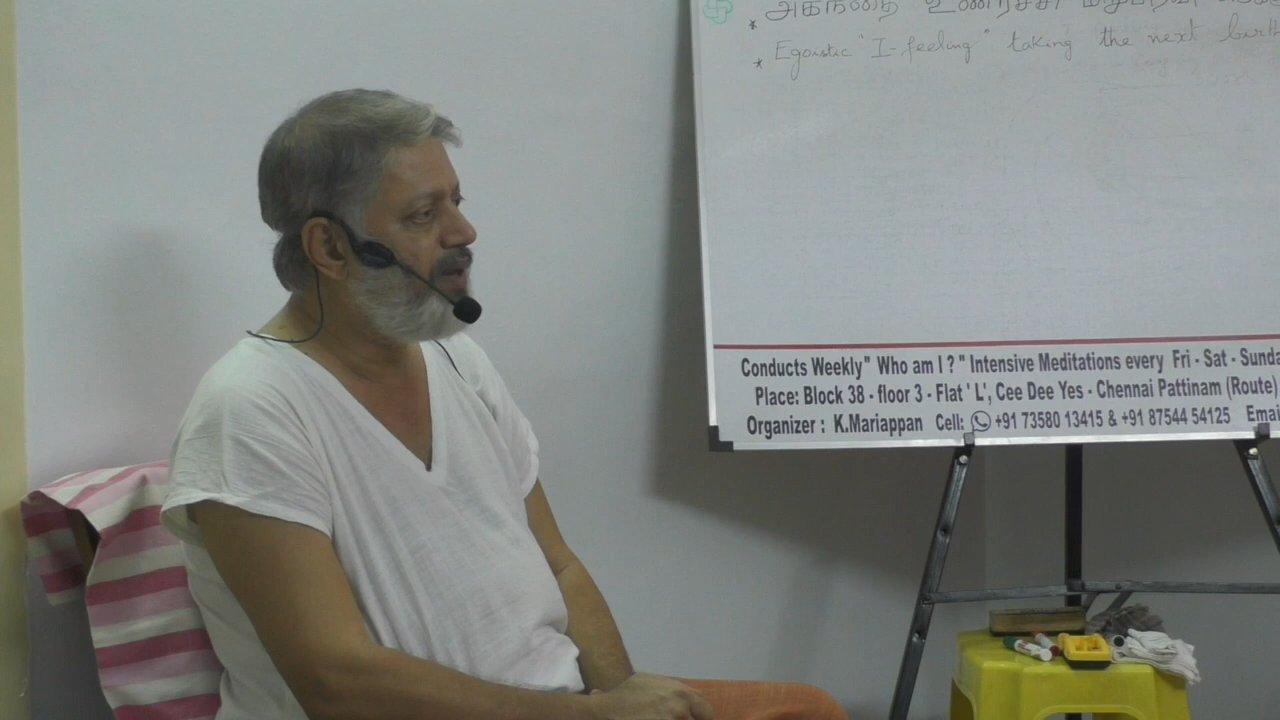 * அகந்தை உணர்ச்சி
* Egoistic "I-feeling" taking the next birth
Conducts Weekly" Who am I ? " Intensive Meditations every Fri - Sat - Sunda
Place: Block 38 - floor 3 - Flat ' L', Cee Dee Yes - Chennai Pattinam (Route)
Organizer : K.Mariappan Cell: +91 73580 13415 & +91 87544 54125 Emai